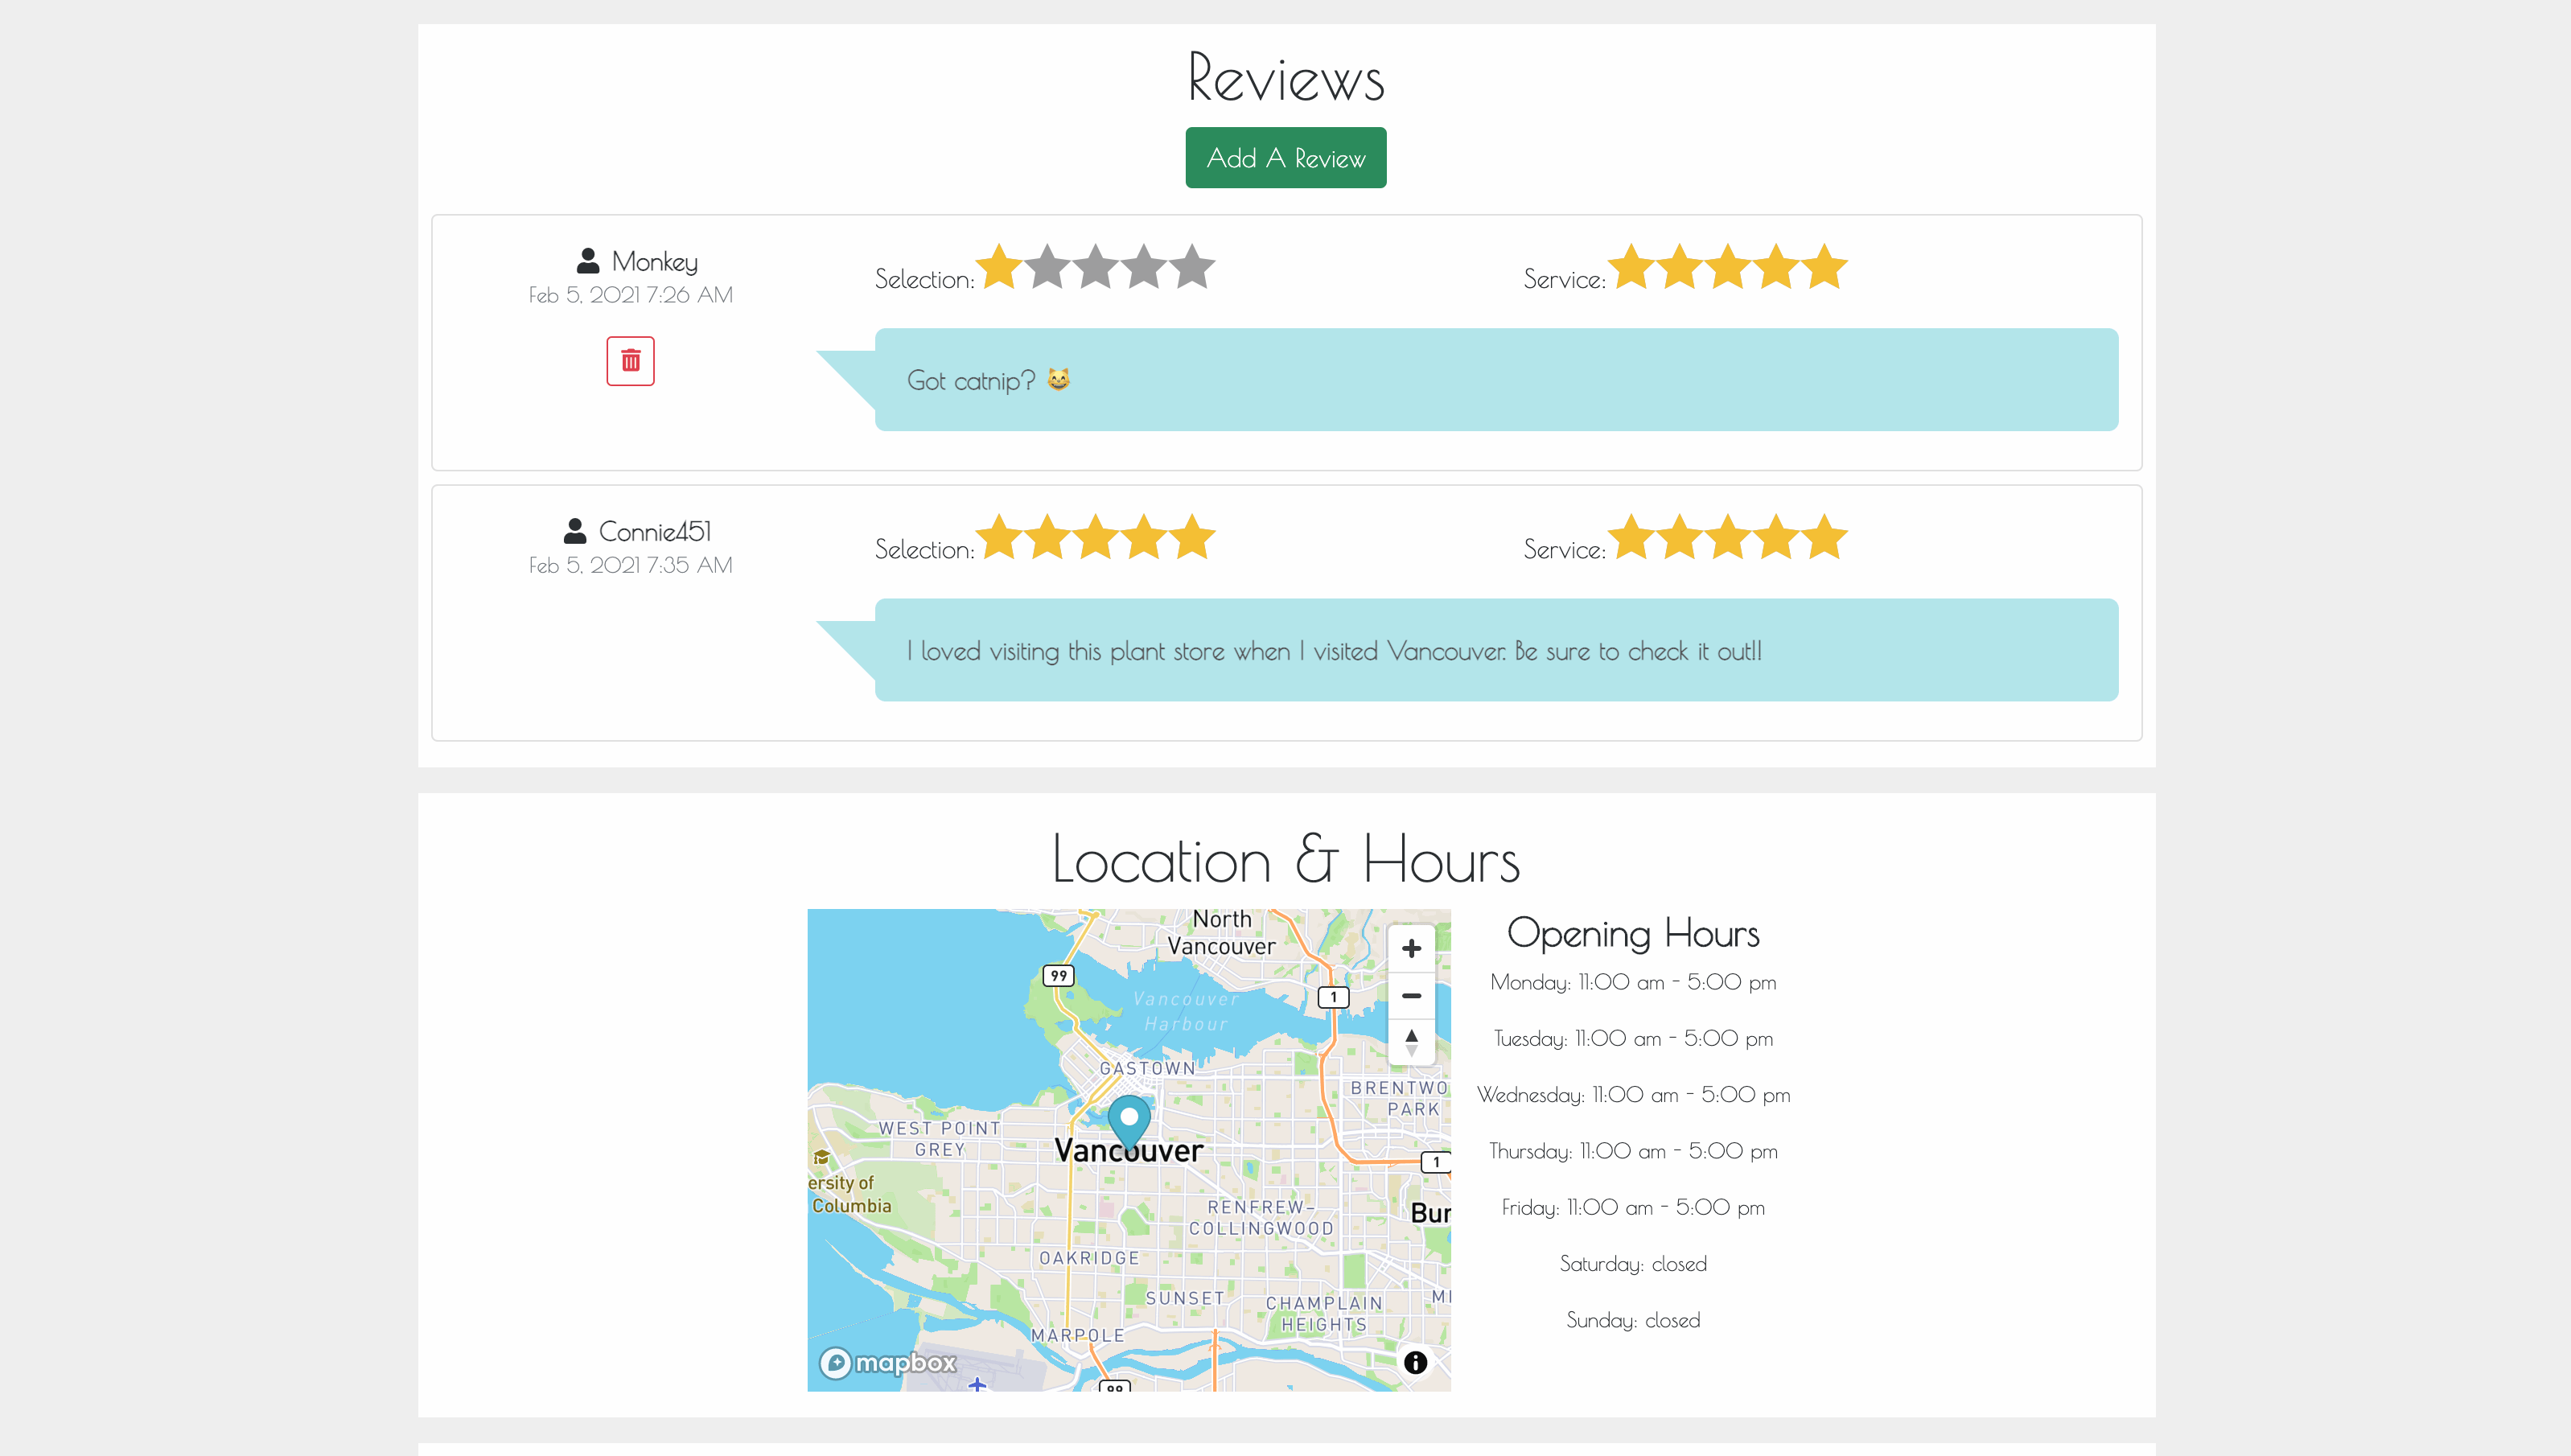 Reviews
Add A Review
Monkey
Feb 5, 2021 7:26 AM
Selection:
Service:
Got catnip? 😺
Connie451
Feb 5, 2021 7:35 AM
Selection:
Service:
I loved visiting this plant store when I visited Vancouver. Be sure to check it out!!
Location & Hours
North
Vancouver
99
Vancouver
Harbour
1
GASTOWN
BRENTWO
PARK
WEST POINT
GREY
Vancouver
1
ersity of
Columbia
RENFREW-
COLLINGWOOD
Bur
OAKRIDGE
SUNSET
CHAMPLAIN
HEIGHTS
MI
MARPOLE
mapbox
99
Opening Hours
Monday: 11:00 am - 5:00 pm
Tuesday: 11:00 am - 5:00 pm
Wednesday: 11:00 am - 5:00 pm
Thursday: 11:00 am - 5:00 pm
Friday: 11:00 am - 5:00 pm
Saturday: closed
Sunday: closed